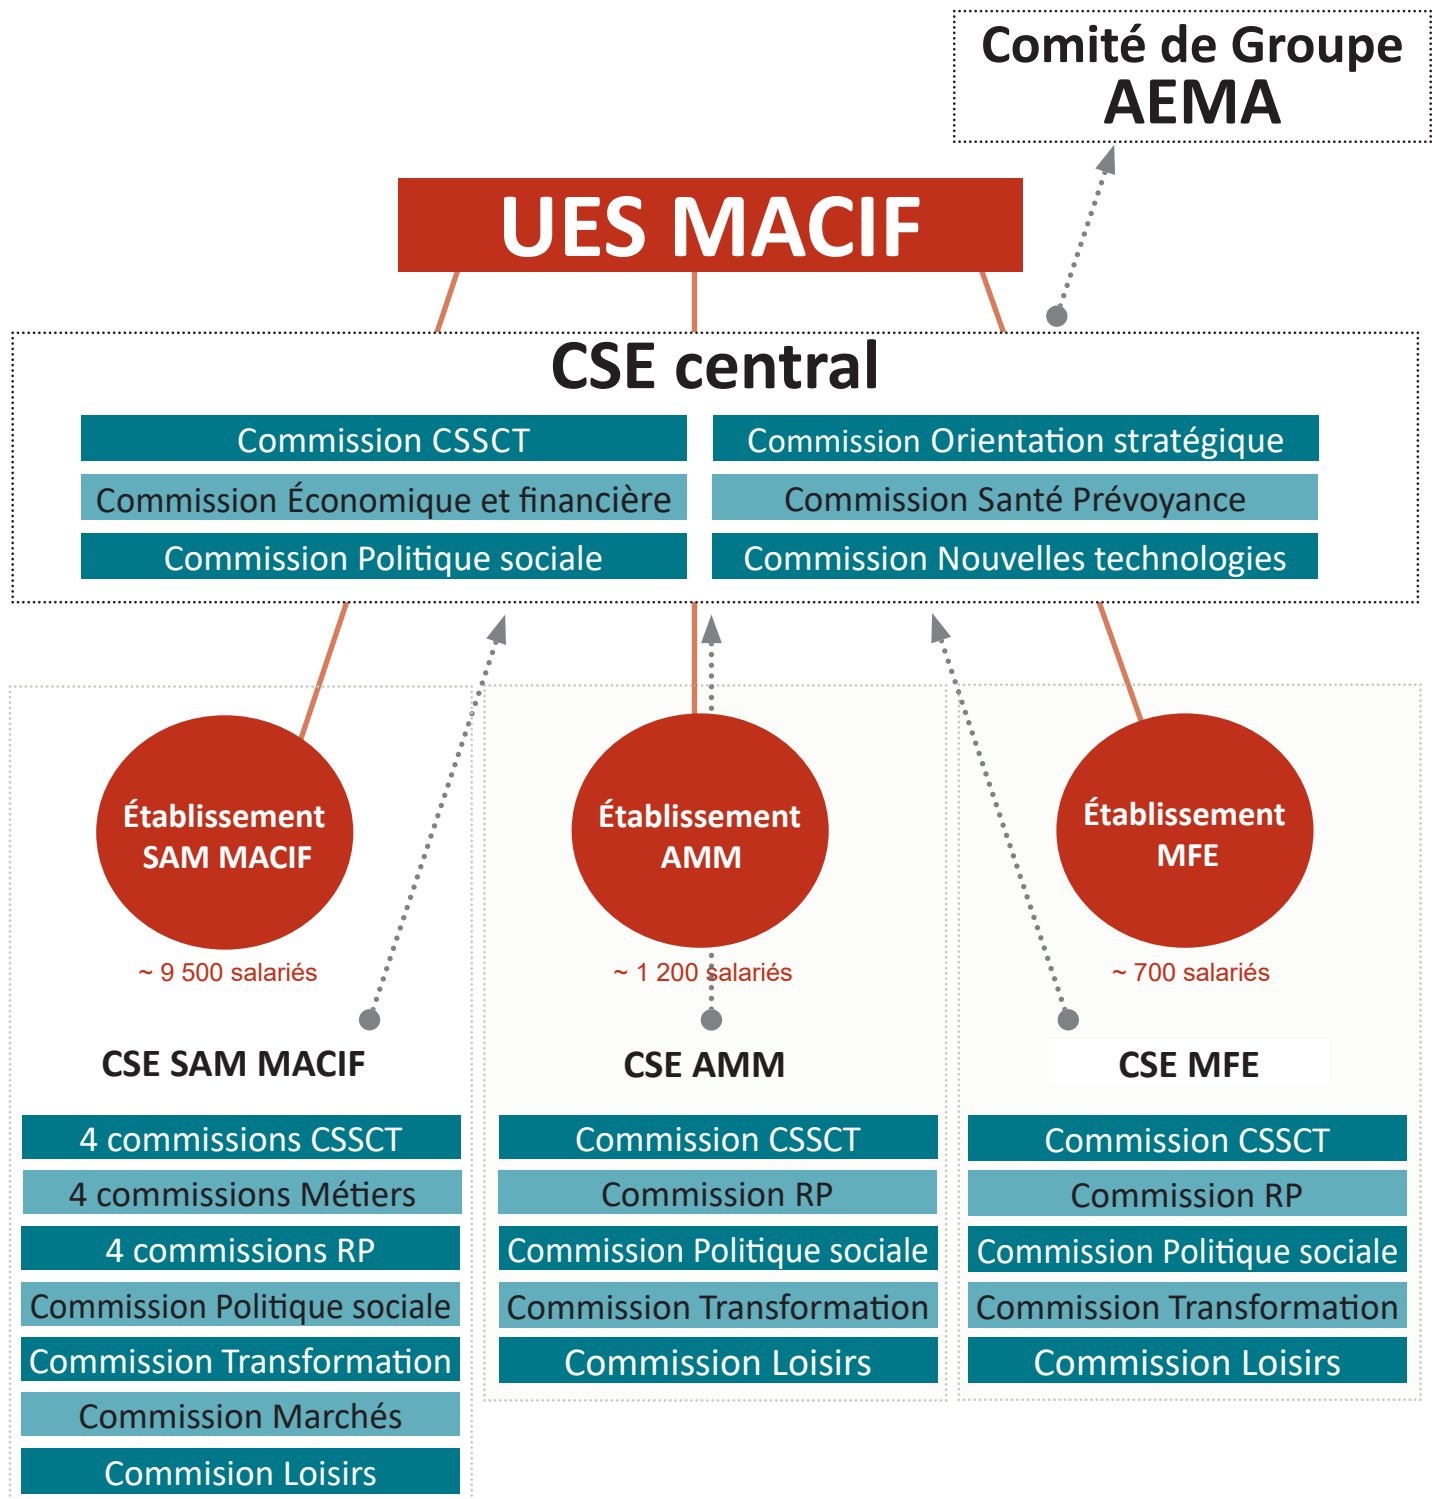 Comité de Groupe
AEMA
UES MACIF
CSE central
Commission CSSCT
Commission Orientation stratégique
Commission Économique et financière
Commission Santé Prévoyance
Commission Politique sociale
Commission Nouvelles technologies
Établissement
SAM MACIF
~ 9 500 salariés
CSE SAM MACIF
4 commissions CSSCT
4 commissions Métiers
4 commissions RP
Commission Politique sociale
Commission Transformation
Commission Marchés
Commision Loisirs
Établissement
AMM
~ 1 200 salariés
CSE AMM
Commission CSSCT
Commission RP
Commission Politique sociale
Commission Transformation
Commission Loisirs
Établissement
MFE
~ 700 salariés
CSE MFE
Commission CSSCT
Commission RP
Commission Politique sociale
Commission Transformation
Commission Loisirs